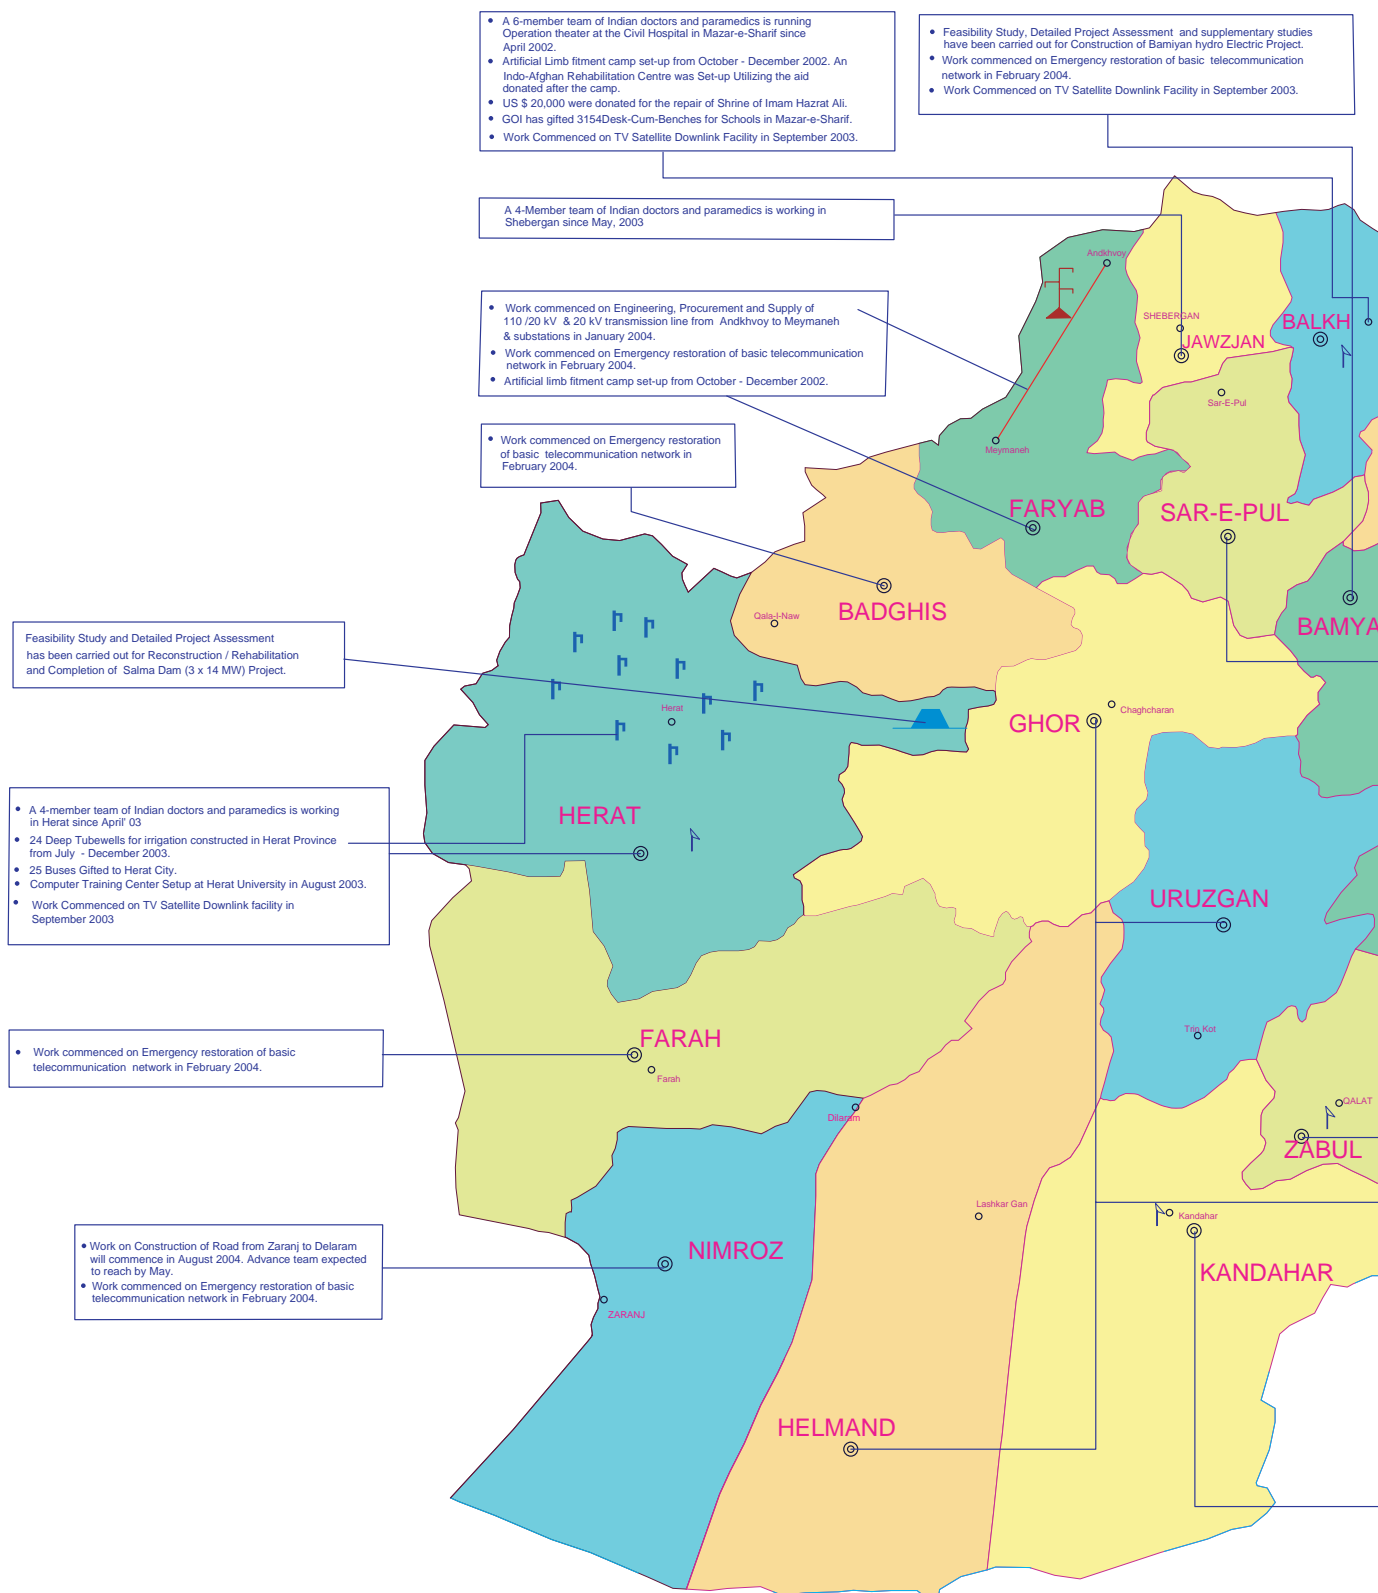 • A 6-member team of Indian doctors and paramedics is running
Operation theater at the Civil Hospital in Mazar-e-Sharif since
April 2002.
• Artificial Limb fitment camp set-up from October - December 2002. An
Indo-Afghan Rehabilitation Centre was Set-up Utilizing the aid
donated after the camp.
• US $ 20,000 were donated for the repair of Shrine of Imam Hazrat Ali.
• GOI has gifted 3154Desk-Cum-Benches for Schools in Mazar-e-Sharif.
• Work Commenced on TV Satellite Downlink Facility in September 2003.
• Feasibility Study, Detailed Project Assessment and supplementary studies
have been carried out for Construction of Bamiyan hydro Electric Project.
• Work commenced on Emergency restoration of basic telecommunication
network in February 2004.
• Work Commenced on TV Satellite Downlink Facility in September 2003.
A 4-Member team of Indian doctors and paramedics is working in
Shebergan since May, 2003
• Work commenced on Engineering, Procurement and Supply of
110 /20 kV & 20 kV transmission line from Andkhvoy to Meymaneh
& substations in January 2004.
• Work commenced on Emergency restoration of basic telecommunication
network in February 2004.
• Artificial limb fitment camp set-up from October - December 2002.
• Work commenced on Emergency restoration
of basic telecommunication network in
February 2004.
Andkhvoy
SHEBERGAN
JAWZJAN
BALKH
Sar-E-Pul
Meymaneh
FARYAB
SAR-E-PUL
Qala-I-Naw
BADGHIS
BAMYA
Feasibility Study and Detailed Project Assessment
has been carried out for Reconstruction / Rehabilitation
and Completion of Salma Dam (3 x 14 MW) Project.
Herat
GHOR
Chaghcharan
HERAT
• A 4-member team of Indian doctors and paramedics is working
in Herat since April' 03
• 24 Deep Tubewells for irrigation constructed in Herat Province
from July - December 2003.
• 25 Buses Gifted to Herat City.
• Computer Training Center Setup at Herat University in August 2003.
• Work Commenced on TV Satellite Downlink facility in
September 2003
URUZGAN
Trin Kot
FARAH
Farah
• Work commenced on Emergency restoration of basic
telecommunication network in February 2004.
Dilaram
QALAT
ZABUL
Lashkar Gan
Kandahar
NIMROZ
KANDAHAR
• Work on Construction of Road from Zaranj to Delaram
will commence in August 2004. Advance team expected
to reach by May.
• Work commenced on Emergency restoration of basic
telecommunication network in February 2004.
ZARANJ
HELMAND